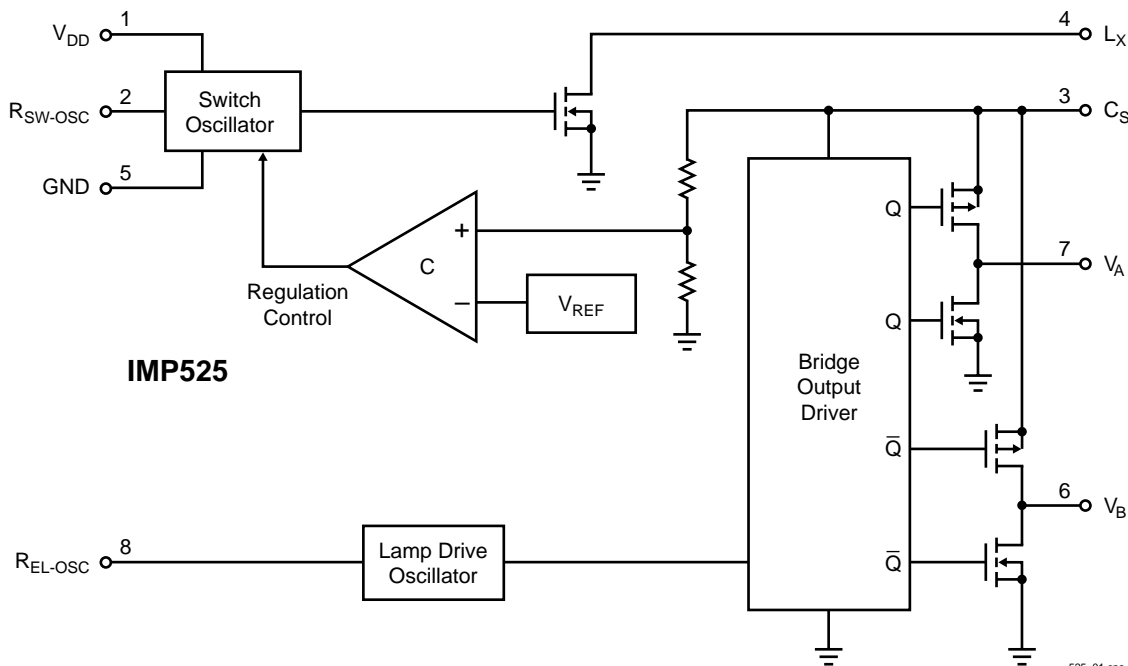 1
V_DD
2
R_SW-OSC
5
GND
Switch
Oscillator
4
L_X
3
C_S
C
+
−
Regulation
Control
V_REF
IMP525
Q
Q
Q̅
Q̅
Bridge
Output
Driver
7
V_A
6
V_B
8
R_EL-OSC
Lamp Drive
Oscillator